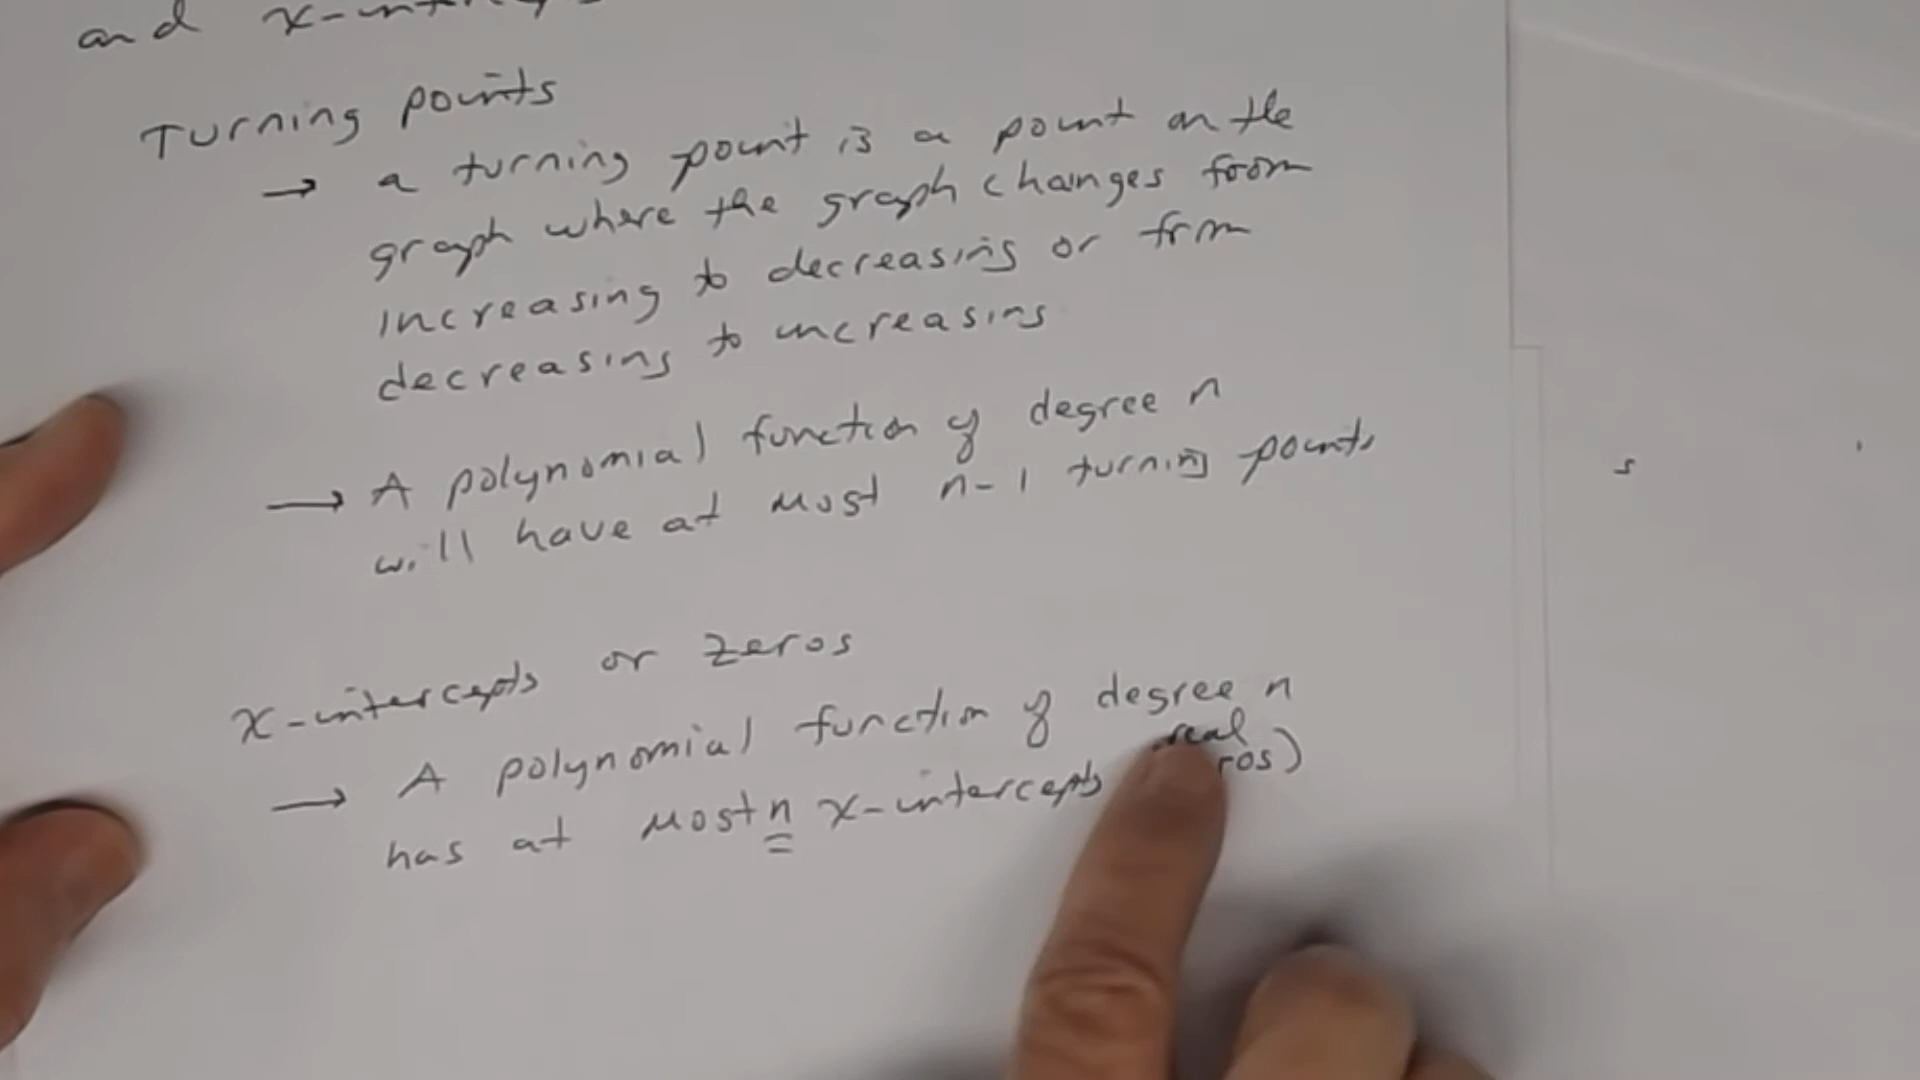 and x-
Turning points
→ a turning point is a point on the
graph where the graph changes from
increasing to decreasing or from
decreasing to increasing
→ A polynomial function of degree n
will have at most n-1 turning points
s
x-intercepts or zeros
→ A polynomial function of degree n
real
has at most n x-intercepts ros)